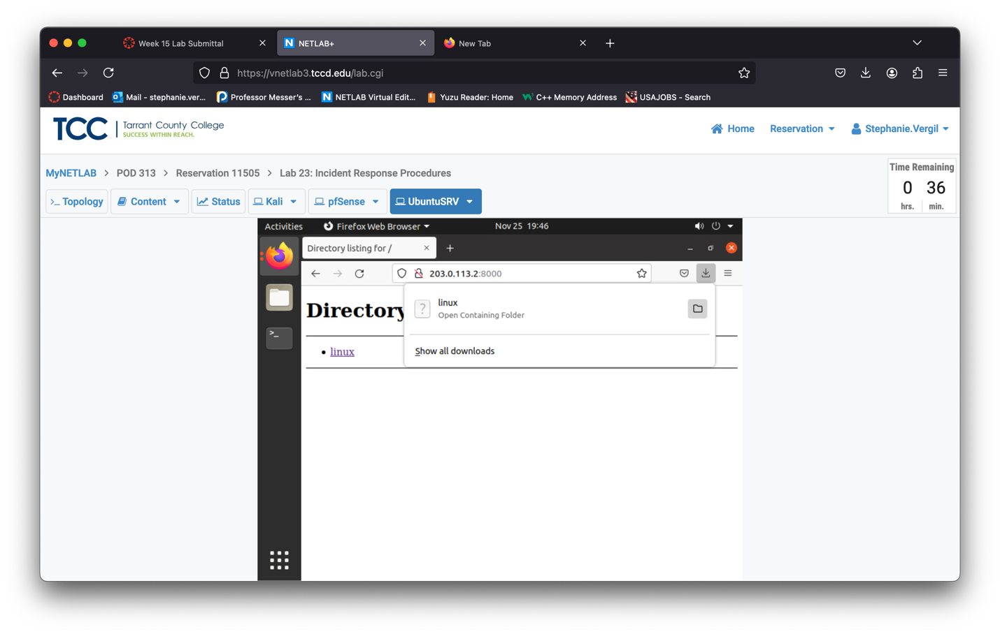 Week 15 Lab Submittal
NETLAB+
New Tab
https://vnetlab3.tccd.edu/lab.cgi
Dashboard
Mail - stephanie.ver...
Professor Messer's ...
NETLAB Virtual Edit...
Yuzu Reader: Home
C++ Memory Address
USAJOBS - Search
TCC
Tarrant County College
SUCCESS WITHIN REACH.
Home
Reservation
Stephanie.Vergil
MyNETLAB > POD 313 > Reservation 11505 > Lab 23: Incident Response Procedures
Time Remaining
0 36
hrs. min.
>_ Topology
Content
Status
Kali
pfSense
UbuntuSRV
Activities
Firefox Web Browser
Nov 25 19:46
Directory listing for /
203.0.113.2:8000
linux
Open Containing Folder
Show all downloads
Directory
• linux